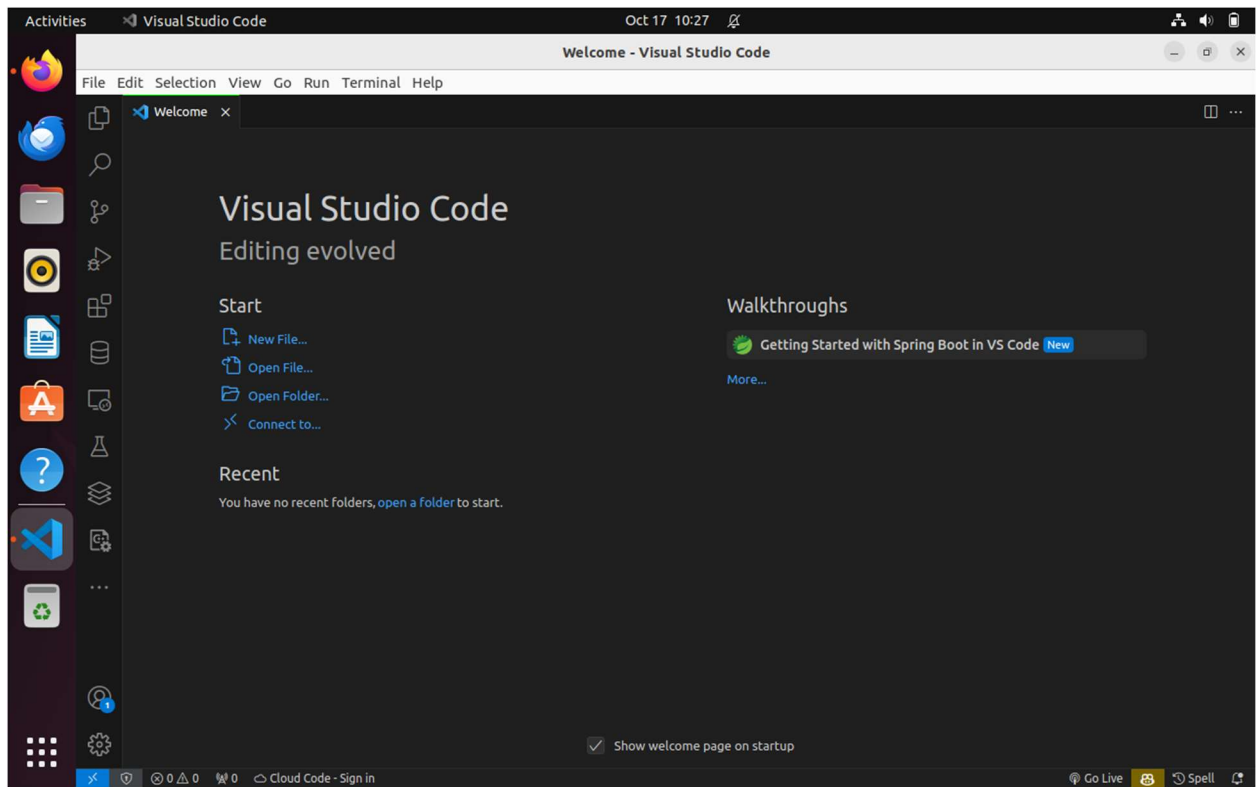 Activities Visual Studio Code Oct 17 10:27
Welcome - Visual Studio Code
File Edit Selection View Go Run Terminal Help
Welcome
Visual Studio Code
Editing evolved
Start
New File...
Open File...
Open Folder...
Connect to...
Recent
You have no recent folders, open a folder to start.
Walkthroughs
Getting Started with Spring Boot in VS Code New
More...
1
Show welcome page on startup
0 0 0 Cloud Code - Sign in Go Live Spell